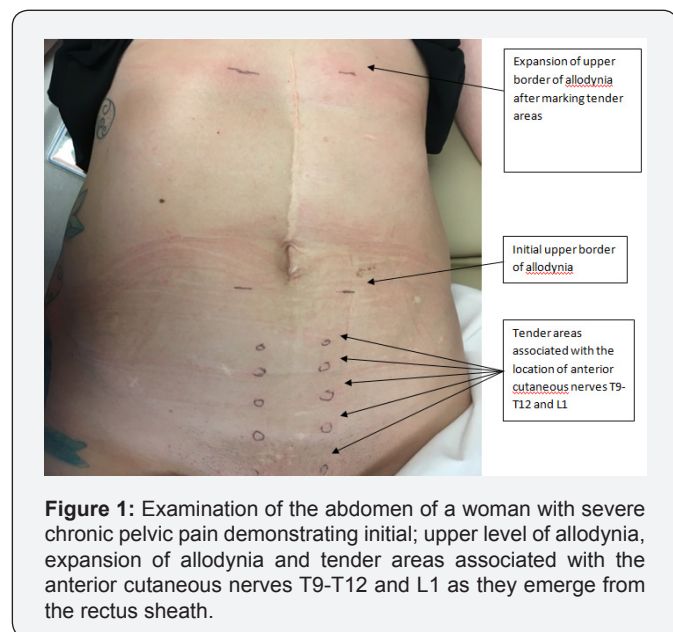 Expansion of upper
border of allodynia
after marking tender
areas
Initial upper border
of allodynia
Tender areas
associated with the
location of anterior
cutaneous nerves T9-
T12 and L1
Figure 1: Examination of the abdomen of a woman with severe
chronic pelvic pain demonstrating initial; upper level of allodynia,
expansion of allodynia and tender areas associated with the
anterior cutaneous nerves T9-T12 and L1 as they emerge from
the rectus sheath.